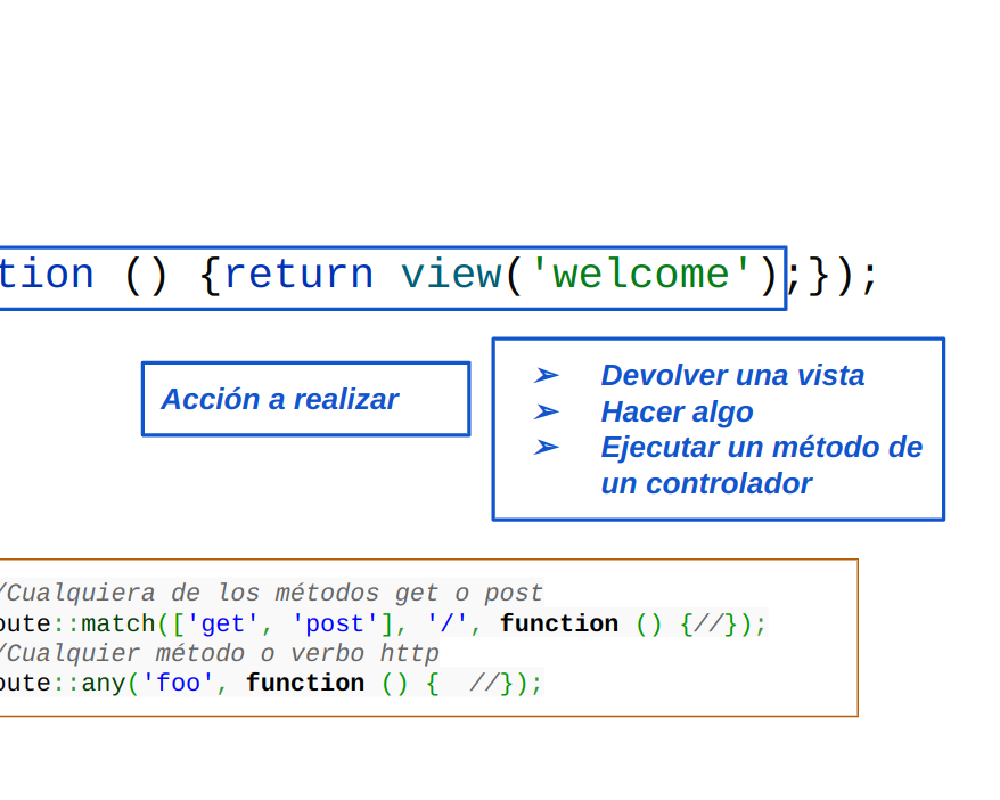 tion () {return view('welcome');});
Acción a realizar
➢ Devolver una vista
➢ Hacer algo
➢ Ejecutar un método de
un controlador
/Cualquiera de los métodos get o post
oute::match(['get', 'post'], '/', function () {//});
/Cualquier método o verbo http
oute::any('foo', function () {  //});